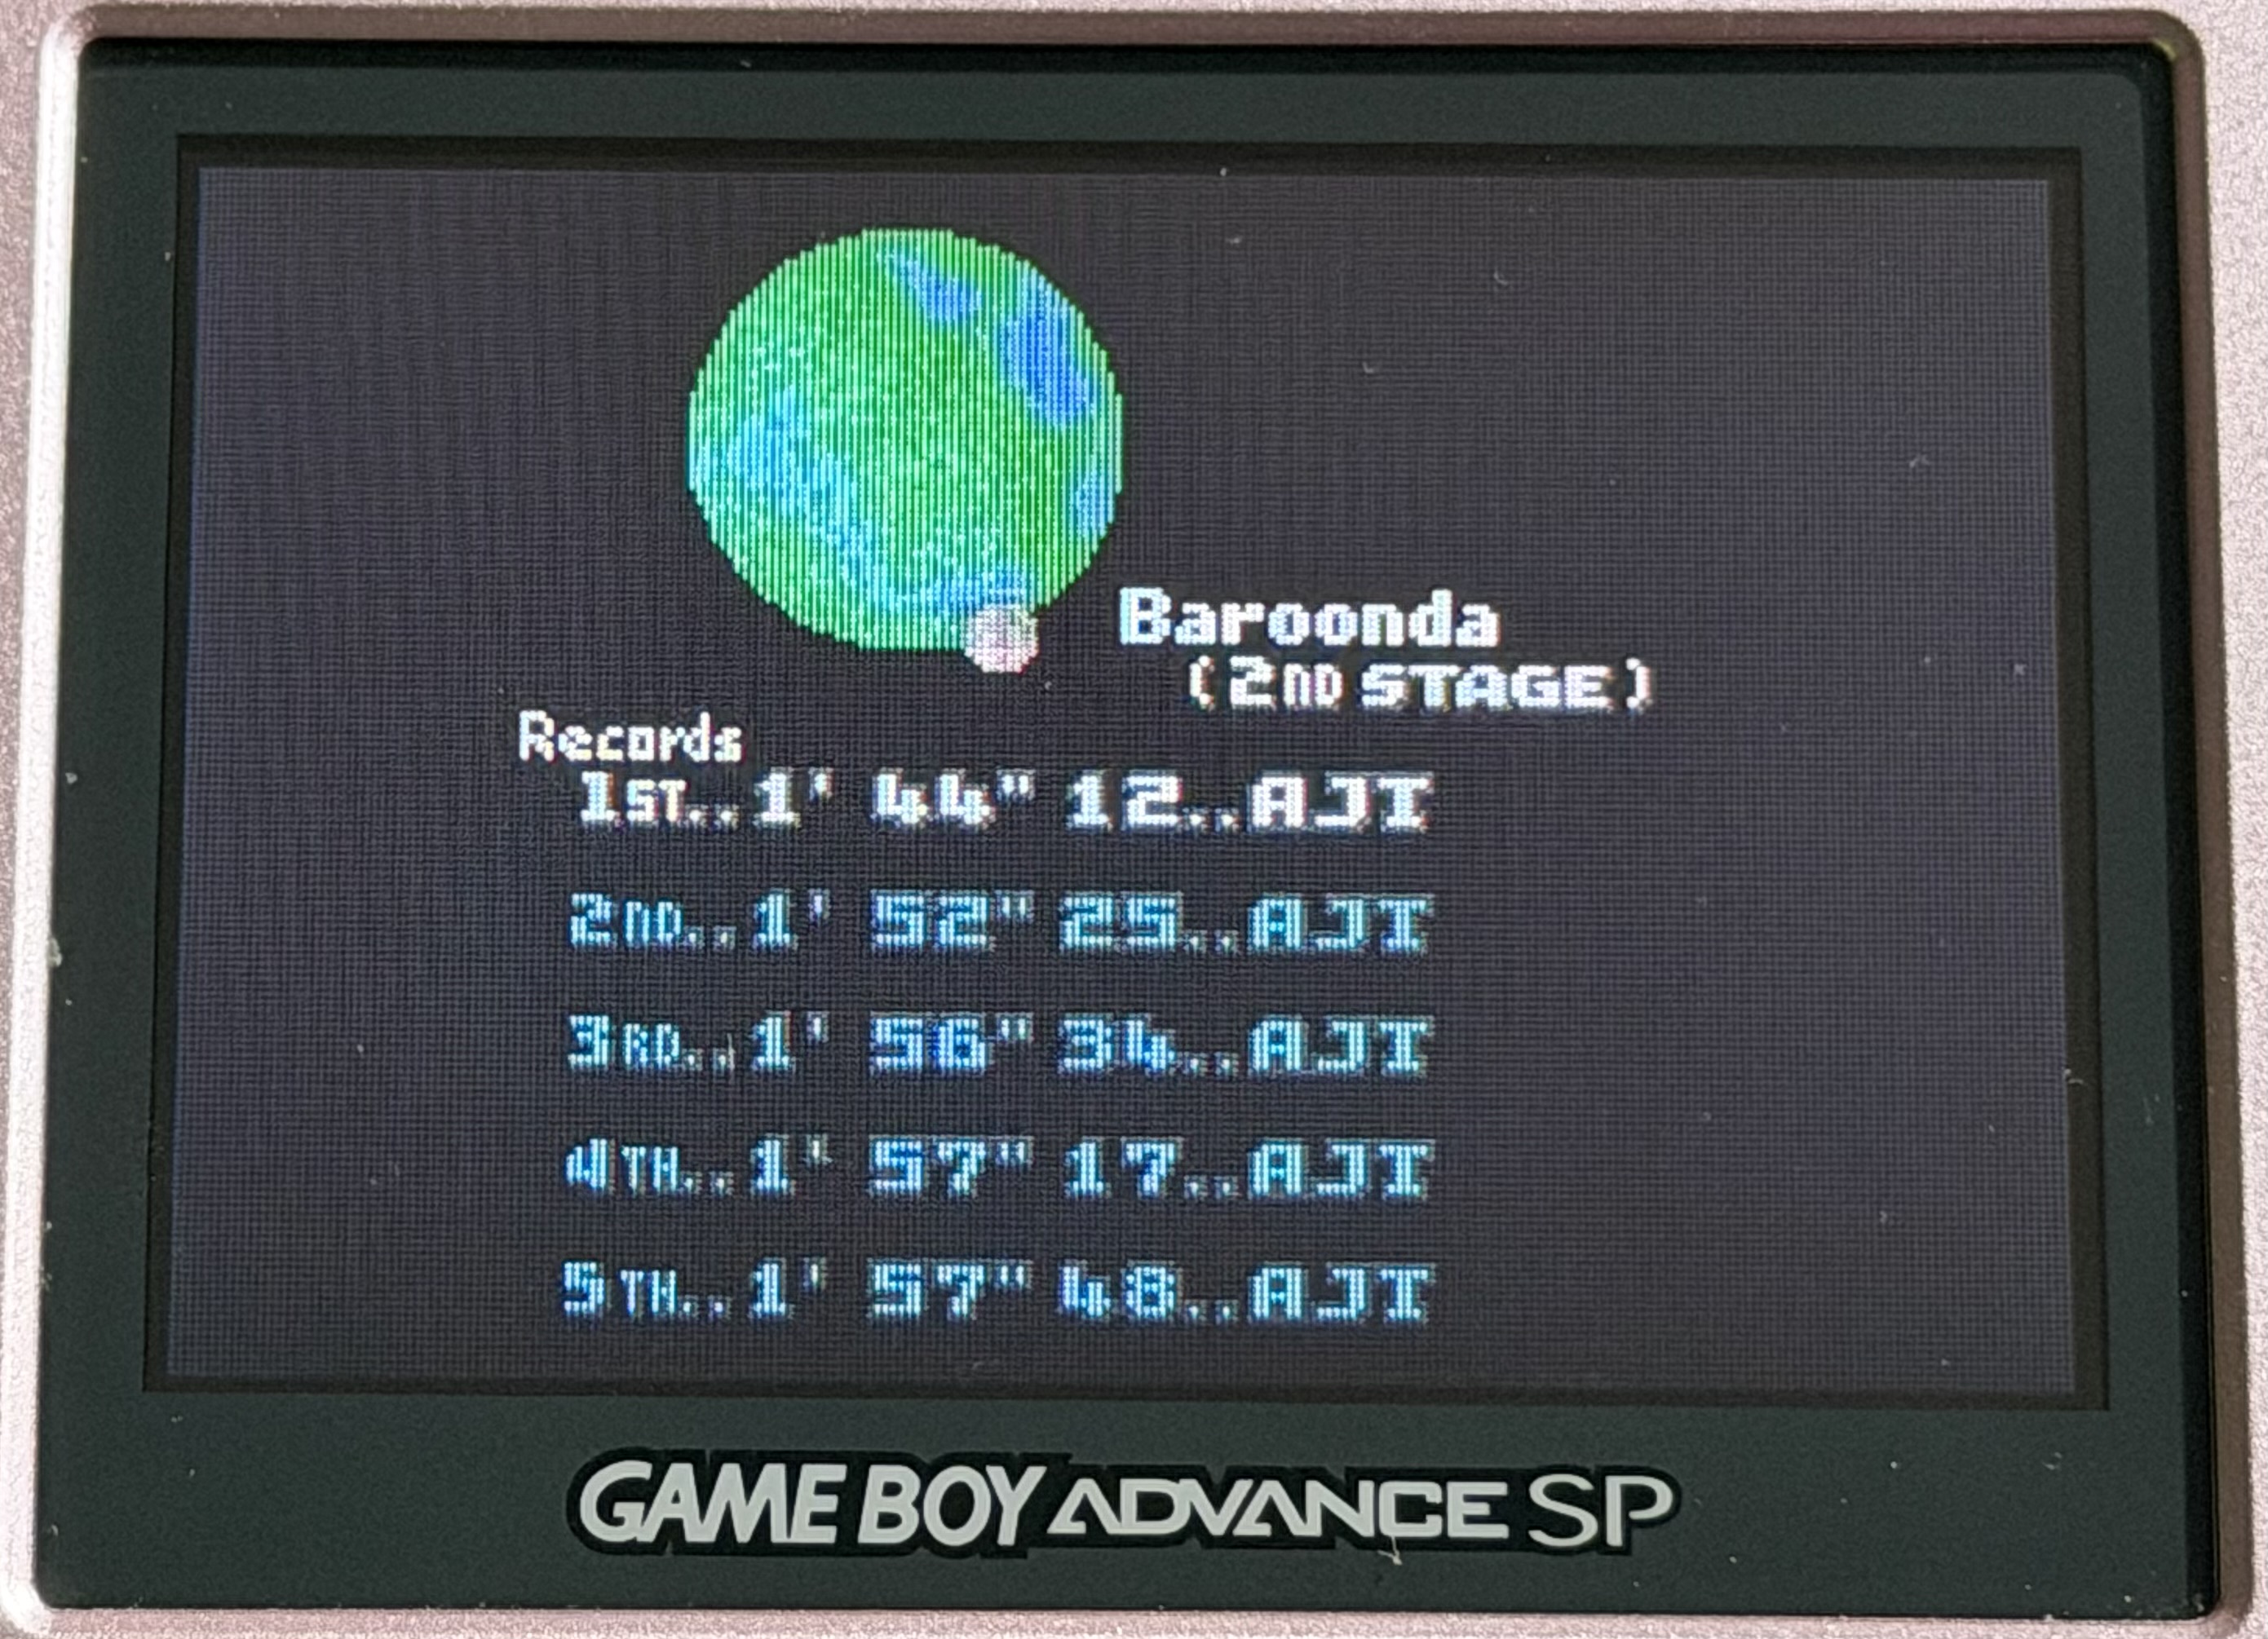 Baroonda
(2ND STAGE)
Records
1ST..1' 44" 12..AJI
2ND..1' 52" 25..AJI
3RD..1' 56" 34..AJI
4TH..1' 57" 17..AJI
5TH..1' 57" 48..AJI
GAME BOY ADVANCE SP